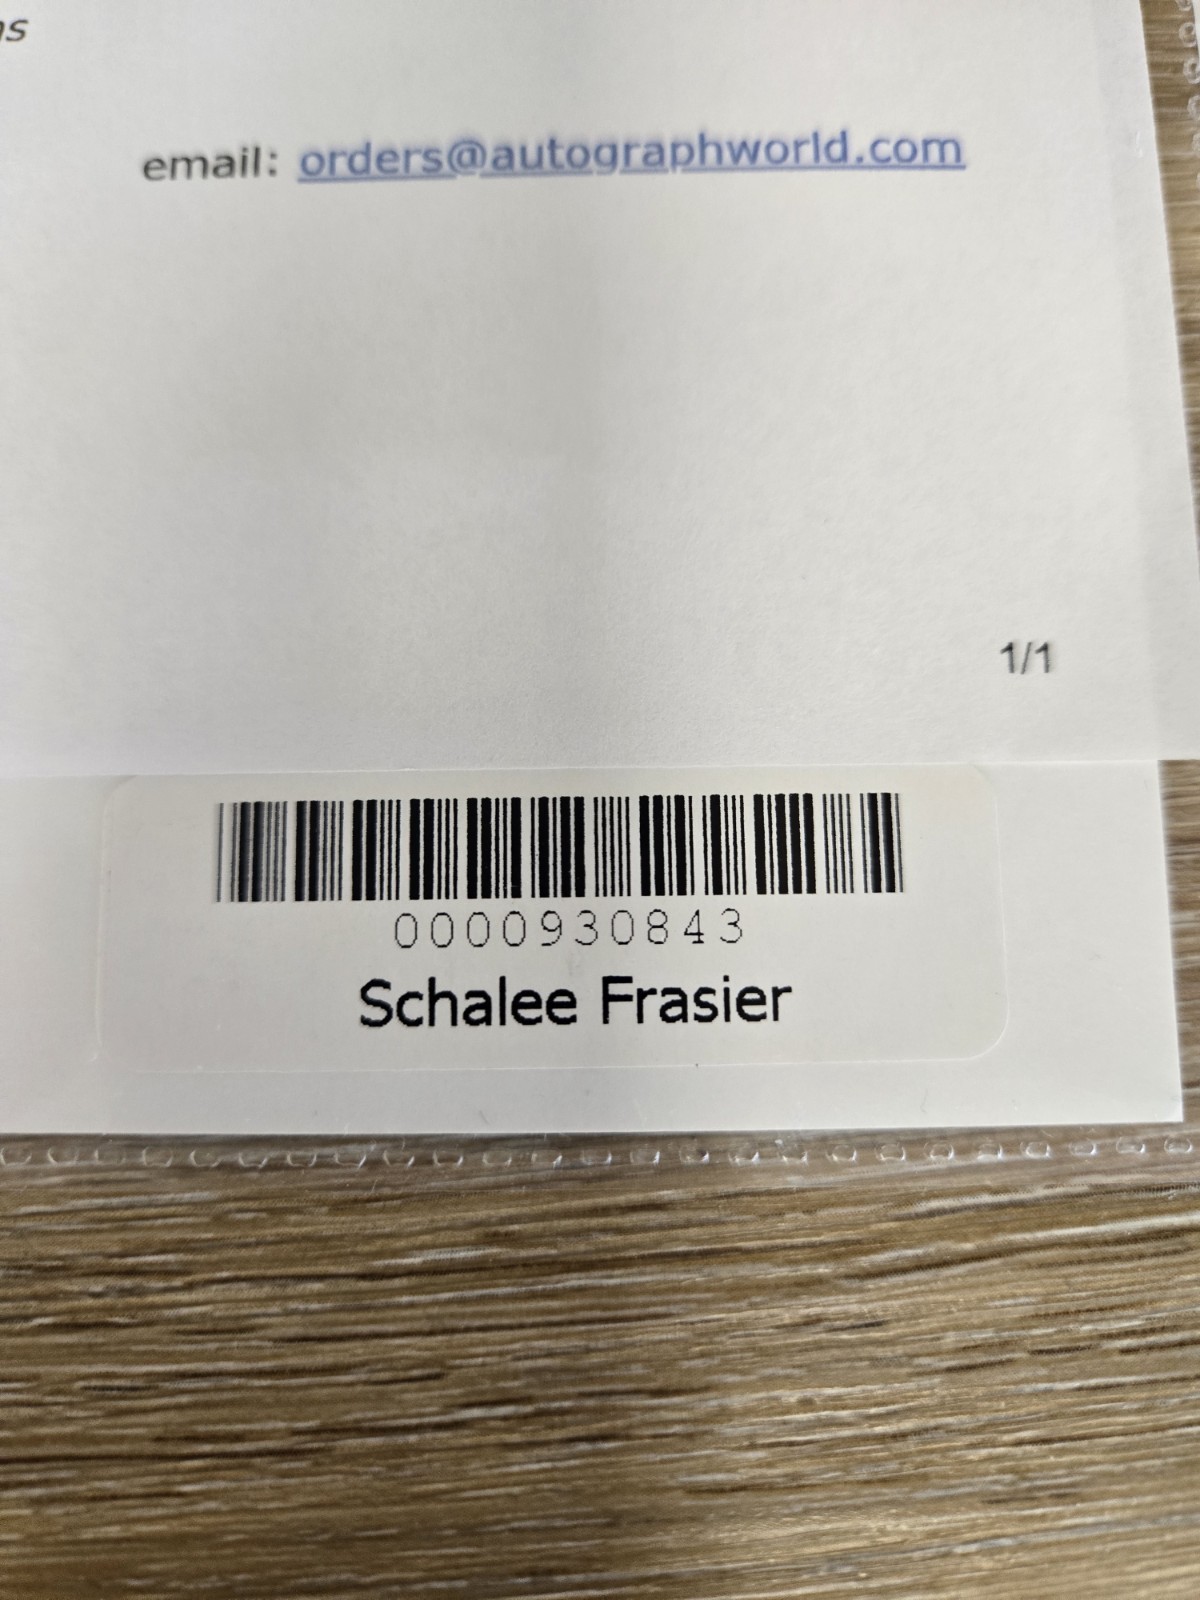 email: orders@autographworld.com
1/1
0000930843
Schalee Frasier